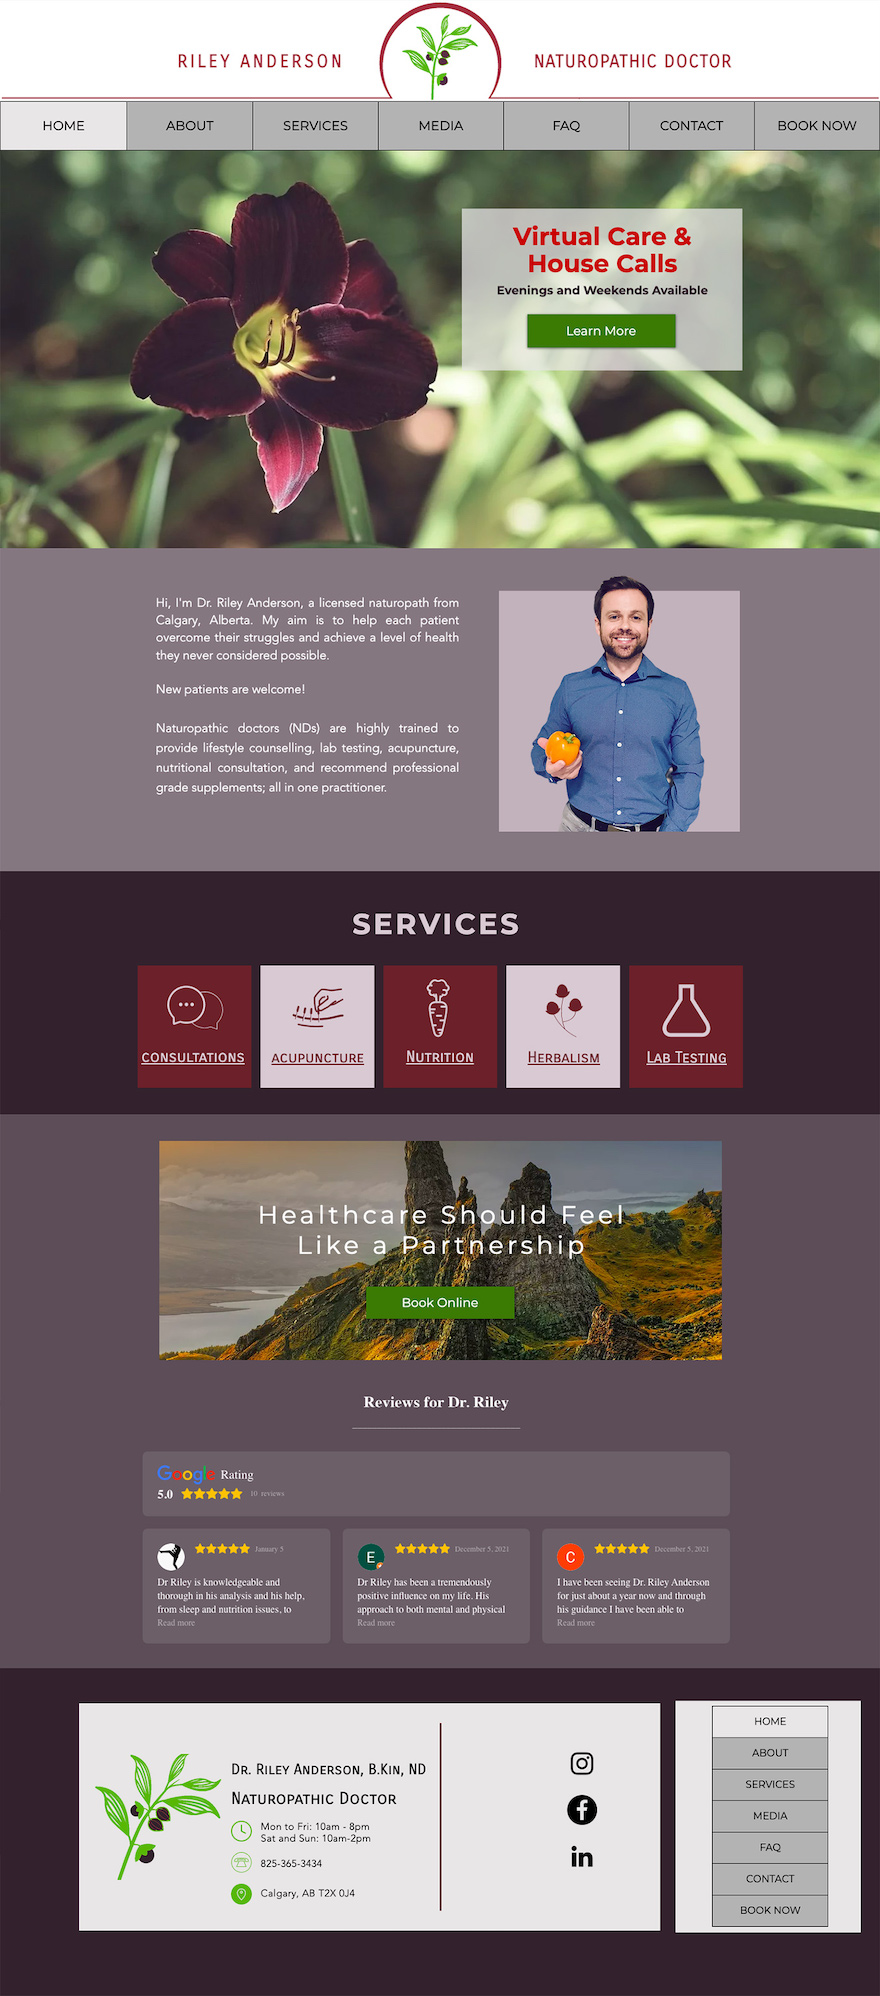 RILEY ANDERSON
NATUROPATHIC DOCTOR
HOME
ABOUT
SERVICES
MEDIA
FAQ
CONTACT
BOOK NOW
Virtual Care &
House Calls
Evenings and Weekends Available
Learn More
Hi, I'm Dr. Riley Anderson, a licensed naturopath from
Calgary, Alberta. My aim is to help each patient
overcome their struggles and achieve a level of health
they never considered possible.
New patients are welcome!
Naturopathic doctors (NDs) are highly trained to
provide lifestyle counselling, lab testing, acupuncture,
nutritional consultation, and recommend professional
grade supplements; all in one practitioner.
SERVICES
CONSULTATIONS
ACUPUNCTURE
NUTRITION
HERBALISM
LAB TESTING
Healthcare Should Feel
Like a Partnership
Book Online
Reviews for Dr. Riley
Google Rating
5.0 10 reviews
January 5
Dr Riley is knowledgeable and
thorough in his analysis and his help,
from sleep and nutrition issues, to
Read more
E
December 5, 2021
Dr Riley has been a tremendously
positive influence on my life. His
approach to both mental and physical
Read more
C
December 5, 2021
I have been seeing Dr. Riley Anderson
for just about a year now and through
his guidance I have been able to
Read more
DR. RILEY ANDERSON, B.KIN, ND
NATUROPATHIC DOCTOR
Mon to Fri: 10am - 8pm
Sat and Sun: 10am-2pm
825-365-3434
Calgary, AB T2X 0J4
HOME
ABOUT
SERVICES
MEDIA
FAQ
CONTACT
BOOK NOW